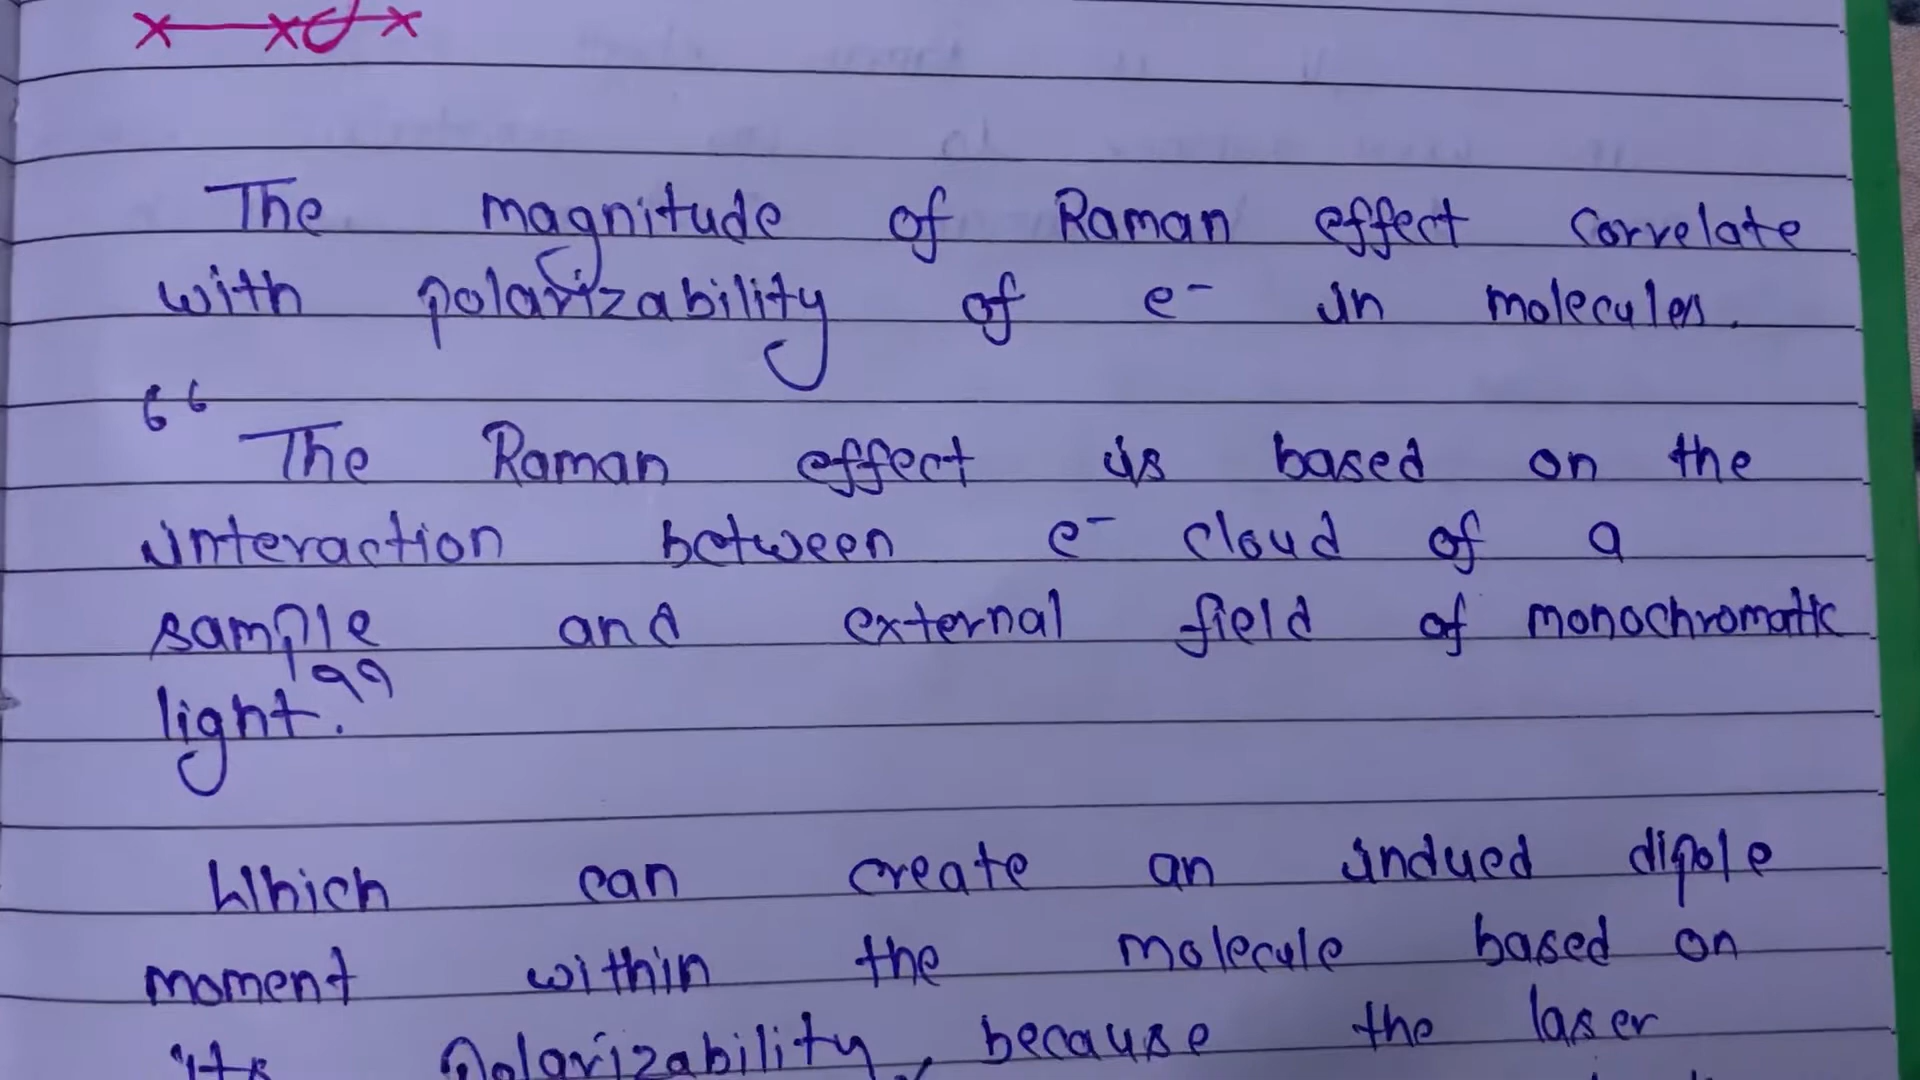 The magnitude of Raman effect correlate
with polarizability of e- in molecules.
“ The Raman effect is based on the
interaction between e- cloud of a
sample and external field of monochromatic
light.”
Which can create an indued dipole
moment within the molecule based on
its polarizability, because the laser